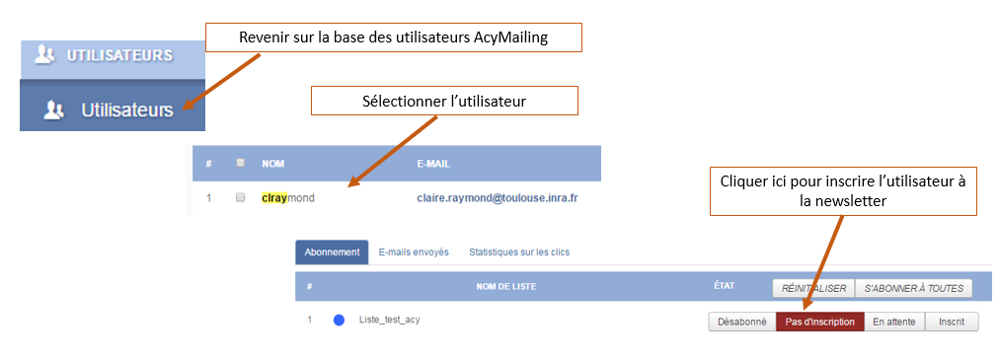 Revenir sur la base des utilisateurs AcyMailing
UTILISATEURS
Utilisateurs
Sélectionner l'utilisateur
# NOM E-MAIL
1 clraymond claire.raymond@toulouse.inra.fr
Cliquer ici pour inscrire l'utilisateur à
la newsletter
Abonnement E-mails envoyés Statistiques sur les clics
# NOM DE LISTE ÉTAT RÉINITIALISER S'ABONNER À TOUTES
1 Liste_test_acy Désabonné Pas d'inscription En attente Inscrit